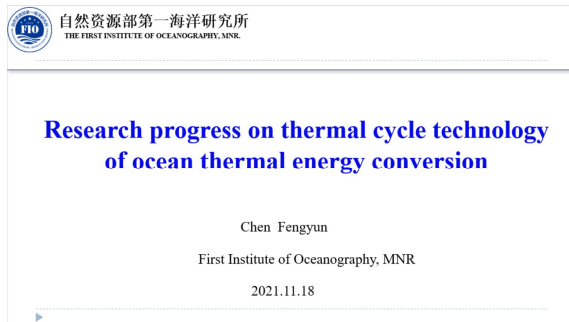 FIO
自然资源部第一海洋研究所
THE FIRST INSTITUTE OF OCEANOGRAPHY, MNR.
Research progress on thermal cycle technology
of ocean thermal energy conversion
Chen Fengyun
First Institute of Oceanography, MNR
2021.11.18